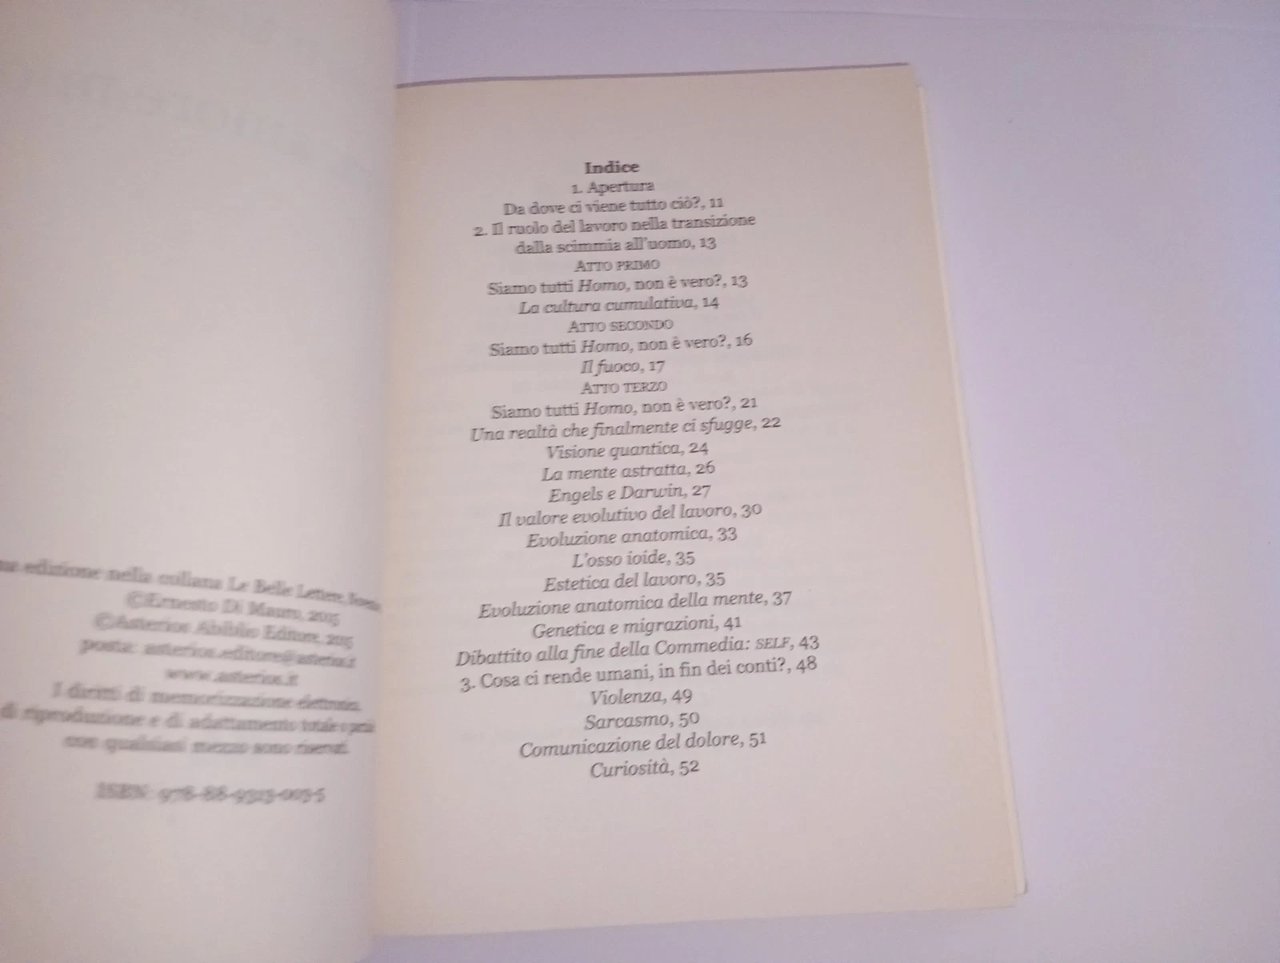 edizione nella collana Le Belle Lettere,
©Ernesto Di Mauro, 2015
©Asterios Abiblio Editore, 2015
posta: asterios.editore@asterios.it
www.asterios.it
I diritti di memorizzazione elettronica,
di riproduzione e di adattamento totale o
con qualsiasi mezzo sono riservati.
ISBN:
Indice
1. Apertura
Da dove ci viene tutto ciò?, 11
2. Il ruolo del lavoro nella transizione
dalla scimmia all'uomo, 13
ATTO PRIMO
Siamo tutti Homo, non è vero?, 13
La cultura cumulativa, 14
ATTO SECONDO
Siamo tutti Homo, non è vero?, 16
Il fuoco, 17
ATTO TERZO
Siamo tutti Homo, non è vero?, 21
Una realtà che finalmente ci sfugge, 22
Visione quantica, 24
La mente astratta, 26
Engels e Darwin, 27
Il valore evolutivo del lavoro, 30
Evoluzione anatomica, 33
L'osso ioide, 35
Estetica del lavoro, 35
Evoluzione anatomica della mente, 37
Genetica e migrazioni, 41
Dibattito alla fine della Commedia: SELF, 43
3. Cosa ci rende umani, in fin dei conti?, 48
Violenza, 49
Sarcasmo, 50
Comunicazione del dolore, 51
Curiosità, 52